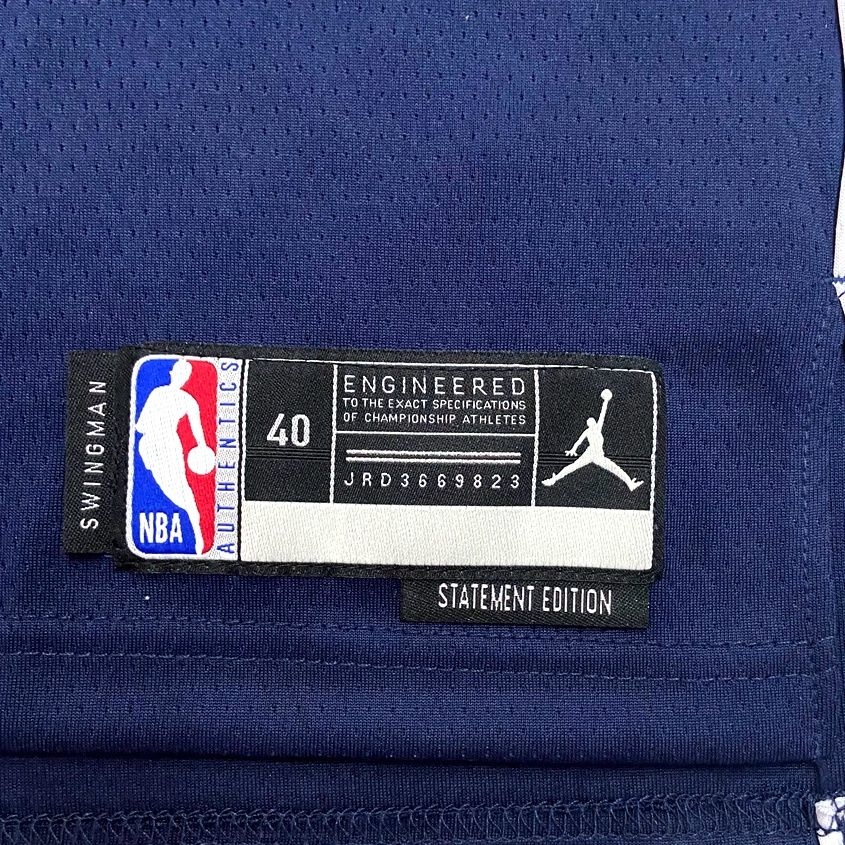 SWINGMAN
NBA
AUTHENTICS
40
ENGINEERED
TO THE EXACT SPECIFICATIONS
OF CHAMPIONSHIP ATHLETES
JRD3669823
STATEMENT EDITION